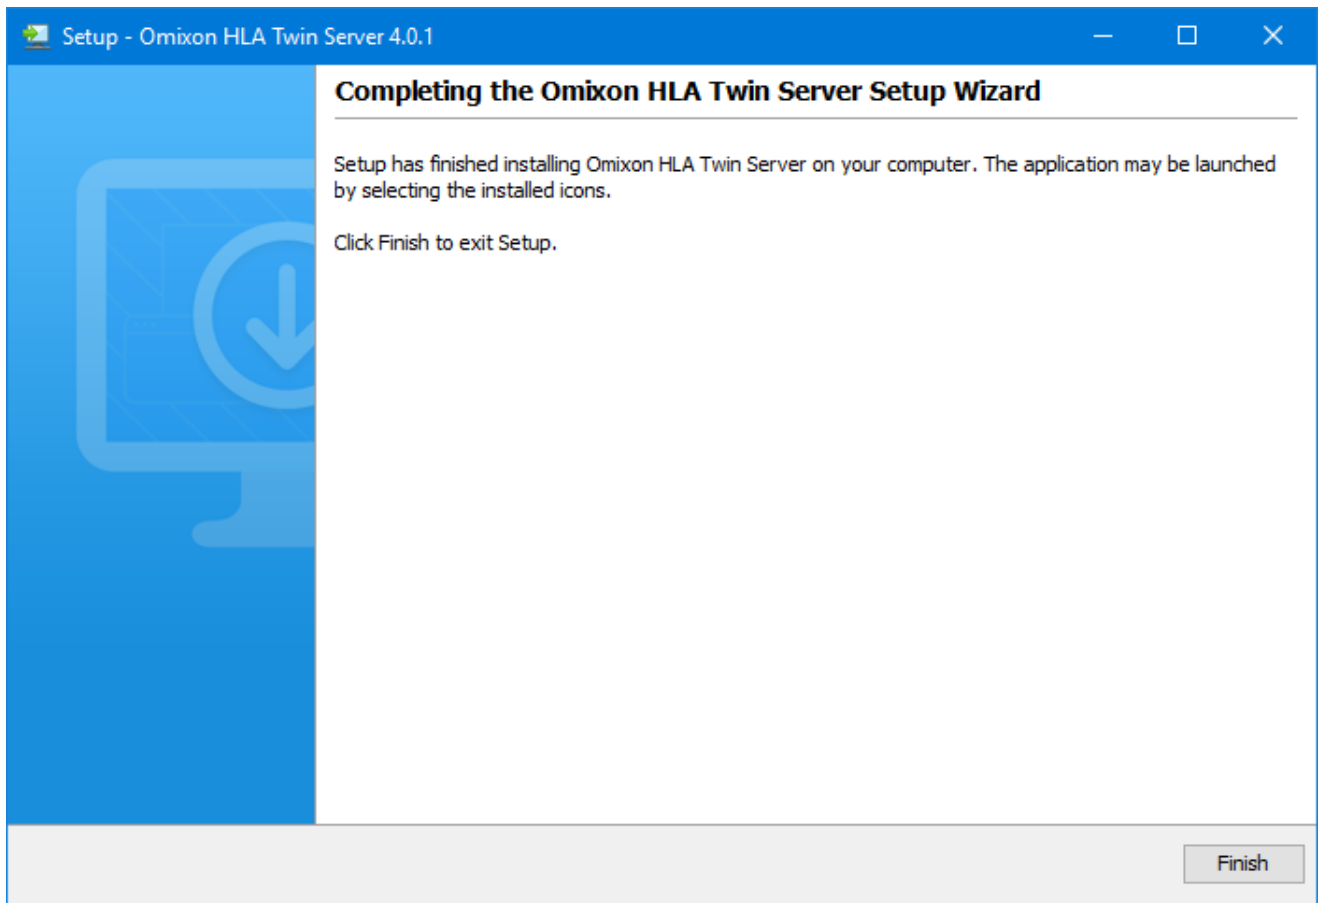 Setup - Omixon HLA Twin Server 4.0.1
Completing the Omixon HLA Twin Server Setup Wizard
Setup has finished installing Omixon HLA Twin Server on your computer. The application may be launched
by selecting the installed icons.
Click Finish to exit Setup.
Finish